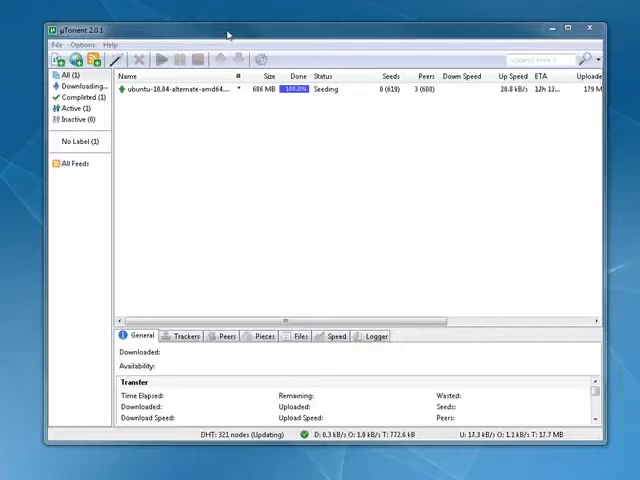 µTorrent 2.0.1
File Options Help
<Search Here>
All (1)
Downloading...
Completed (1)
Active (1)
Inactive (0)
No Label (1)
All Feeds
Name # Size Done Status Seeds Peers Down Speed Up Speed ETA Uploade
ubuntu-10.04-alternate-amd64.... * 686 MB 100.0% Seeding 0 (619) 3 (600) 26.8 kB/s 12h 12... 179 M
General Trackers Peers Pieces Files Speed Logger
Downloaded:
Availability:
Transfer
Time Elapsed: Remaining: Wasted:
Downloaded: Uploaded: Seeds:
Download Speed: Upload Speed: Peers:
DHT: 321 nodes (Updating) D: 0.3 kB/s O: 1.0 kB/s T: 772.6 kB U: 17.3 kB/s O: 1.2 kB/s T: 17.7 MB